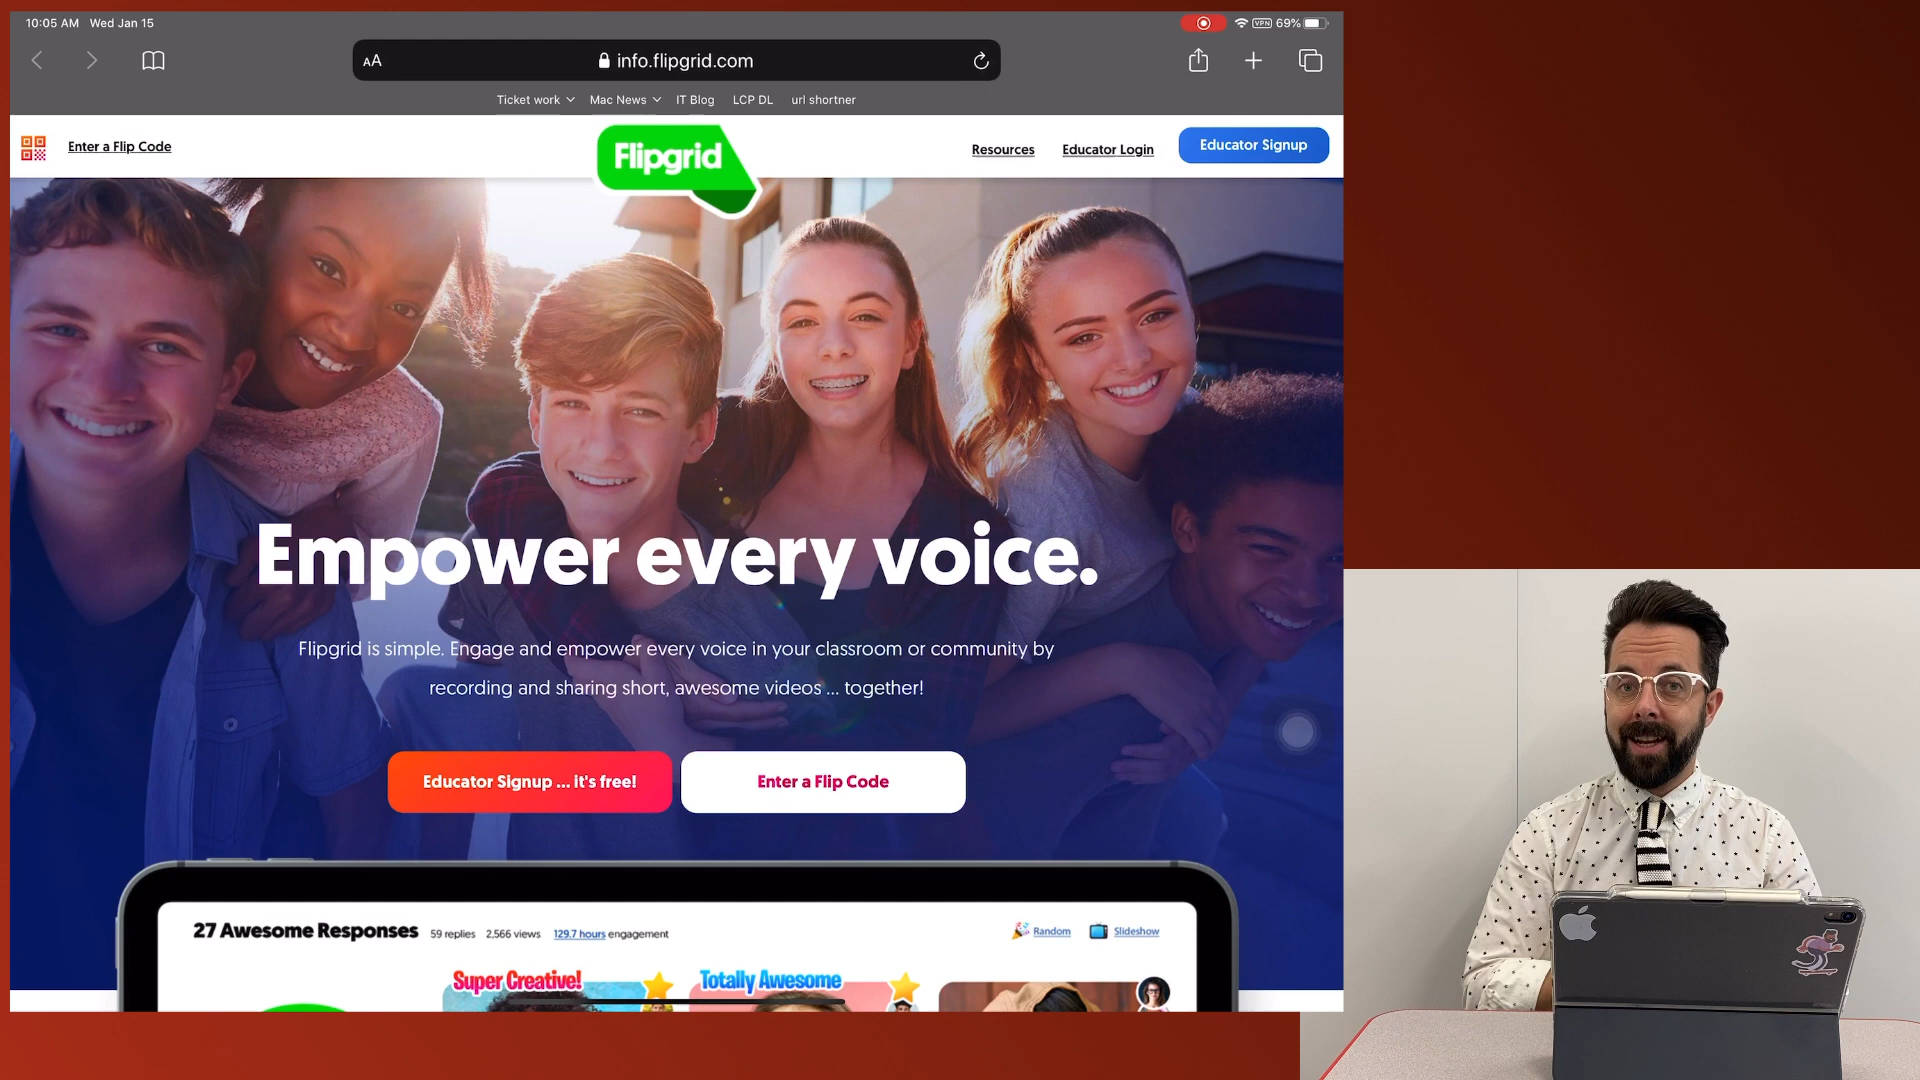 10:05 AM Wed Jan 15
VPN 69%
AA info.flipgrid.com
Ticket work Mac News IT Blog LCP DL url shortner
Enter a Flip Code
Flipgrid
Resources Educator Login Educator Signup
Empower every voice.
Flipgrid is simple. Engage and empower every voice in your classroom or community by
recording and sharing short, awesome videos ... together!
Educator Signup ... it's free! Enter a Flip Code
27 Awesome Responses 59 replies 2,566 views 129.7 hours engagement Random Slideshow
Super Creative! Totally Awesome